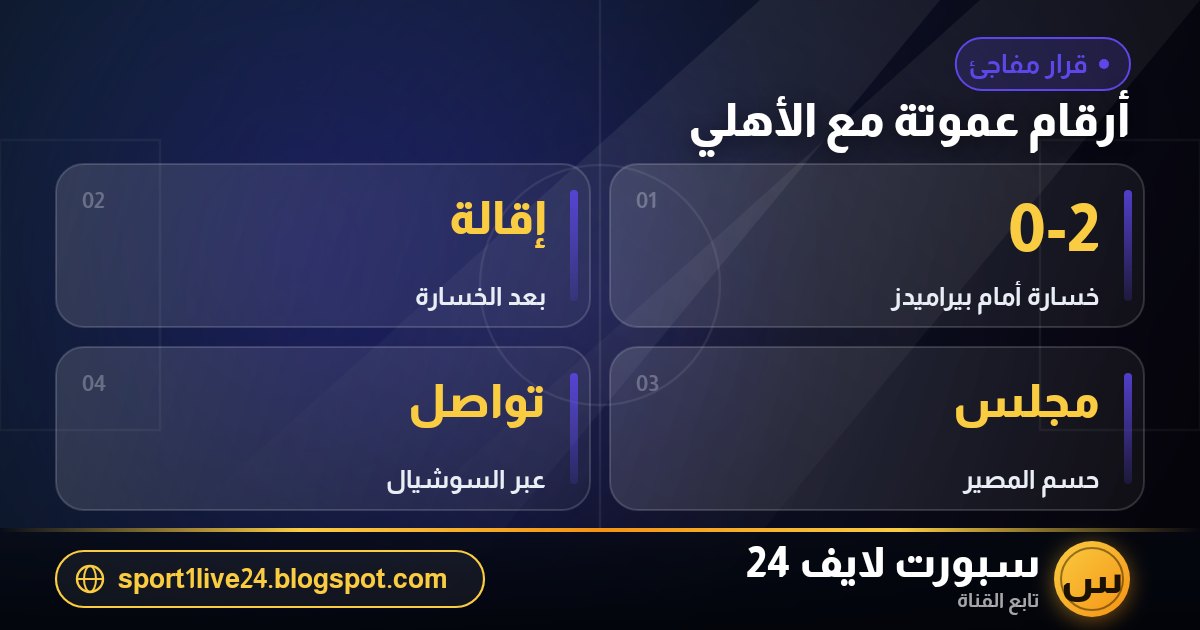 • قرار مفاجئ
أرقام عموتة مع الأهلي
01
0-2
خسارة أمام بيراميدز
02
إقالة
بعد الخسارة
03
مجلس
حسم المصير
04
تواصل
عبر السوشيال
س
سبورت لايف 24
تابع القناة
sport1live24.blogspot.com